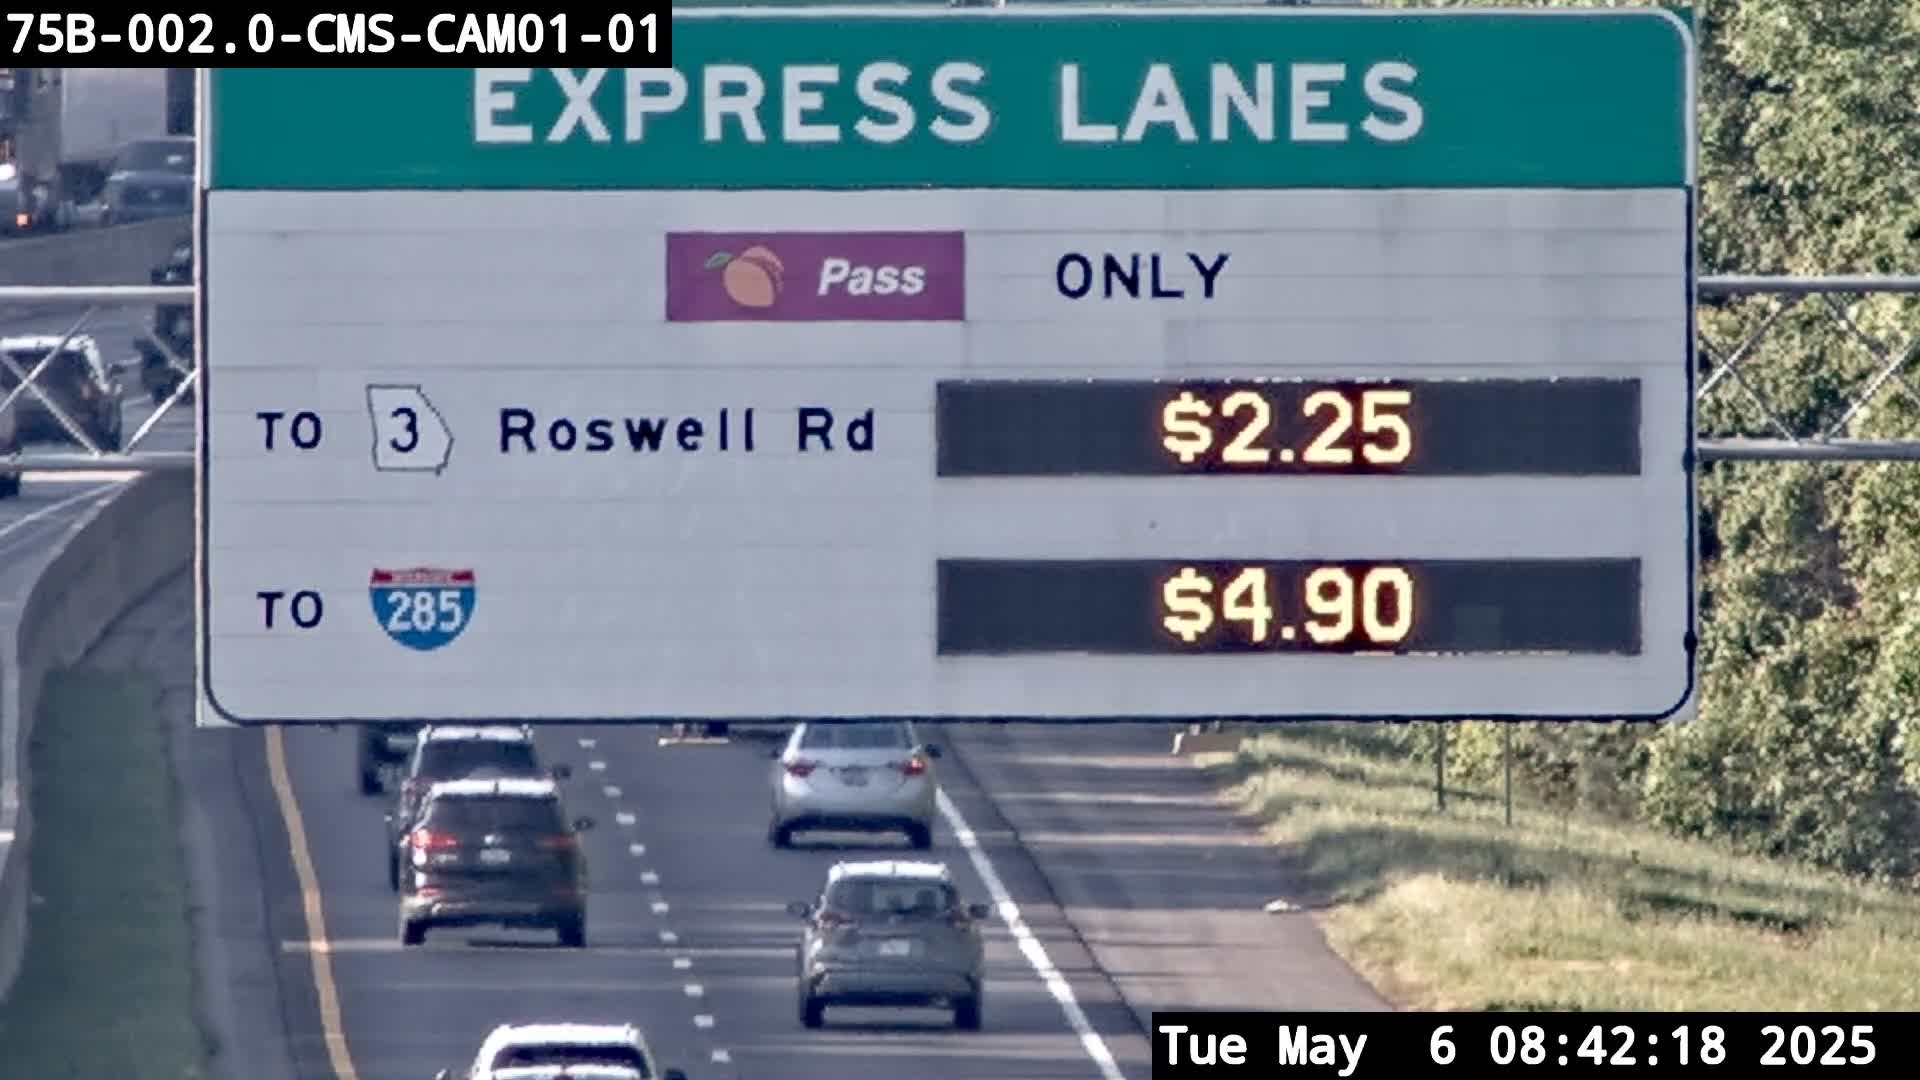 75B-002.0-CMS-CAM01-01
EXPRESS LANES
Pass ONLY
TO 3 Roswell Rd $2.25
TO 285 $4.90
Tue May 6 08:42:18 2025